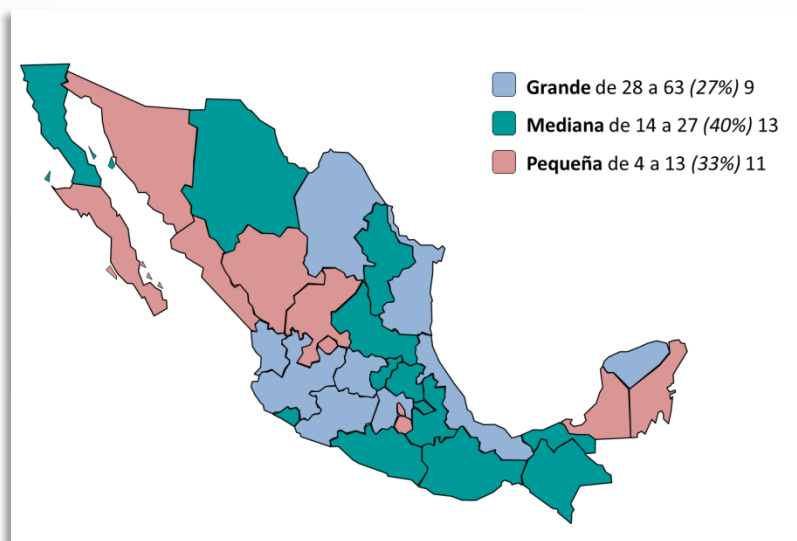 Grande de 28 a 63 (27%) 9
Mediana de 14 a 27 (40%) 13
Pequeña de 4 a 13 (33%) 11